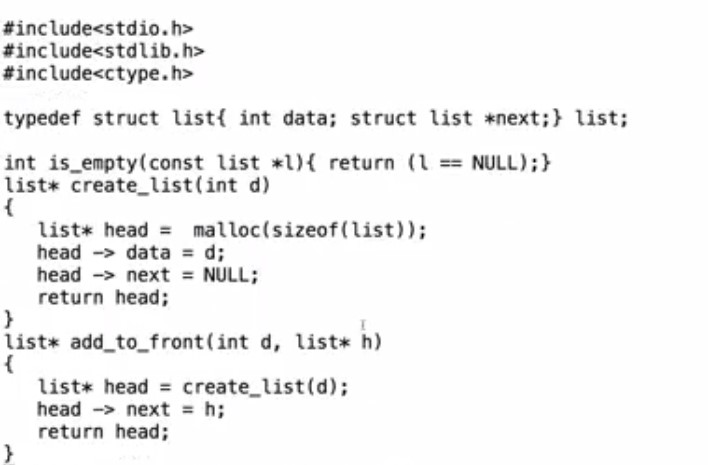 #include<stdio.h>
#include<stdlib.h>
#include<ctype.h>
typedef struct list{ int data; struct list *next;} list;
int is_empty(const list *l){ return (l == NULL);}
list* create_list(int d)
{
   list* head =  malloc(sizeof(list));
   head -> data = d;
   head -> next = NULL;
   return head;
}
list* add_to_front(int d, list* h)
{
   list* head = create_list(d);
   head -> next = h;
   return head;
}